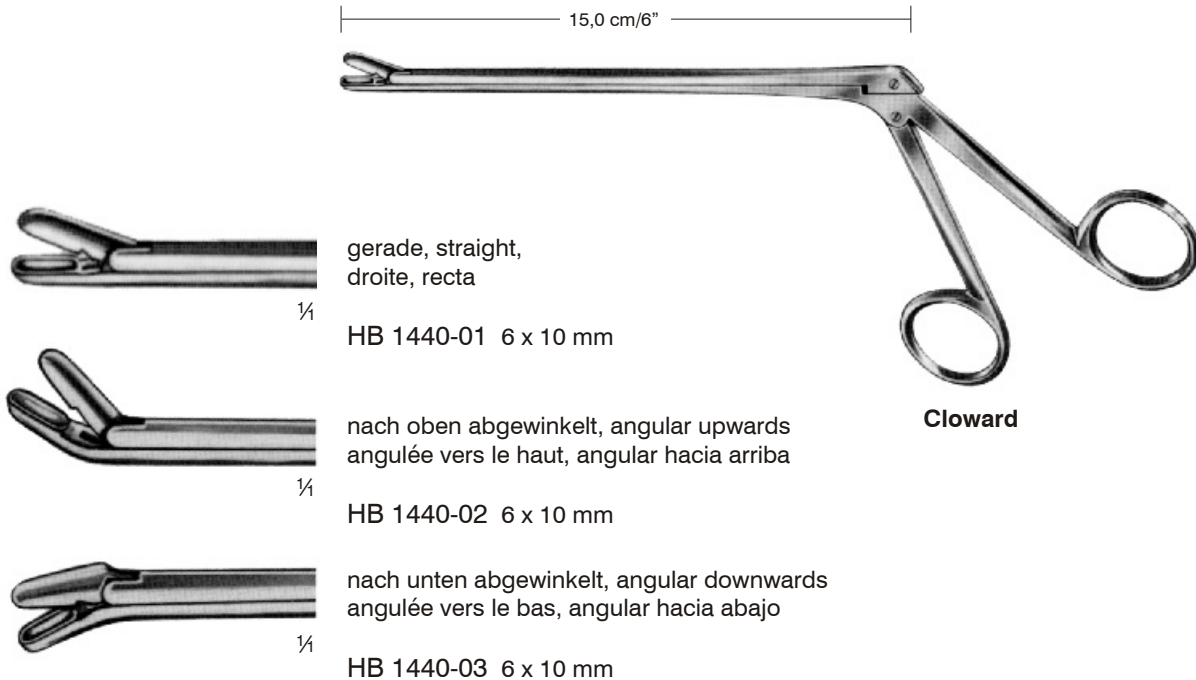 15,0 cm/6”
gerade, straight,
droite, recta
⅟1
HB 1440-01 6 x 10 mm
Cloward
nach oben abgewinkelt, angular upwards
angulée vers le haut, angular hacia arriba
⅟1
HB 1440-02 6 x 10 mm
nach unten abgewinkelt, angular downwards
angulée vers le bas, angular hacia abajo
⅟1
HB 1440-03 6 x 10 mm